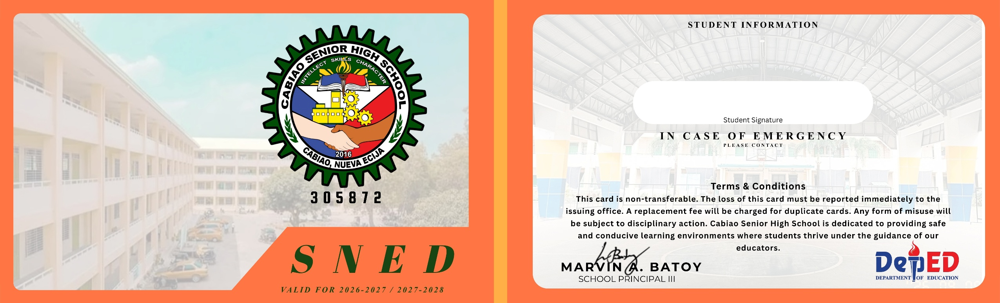 CABIAO SENIOR HIGH SCHOOL
INTELLECT SKILLS CHARACTER
2016
CABIAO, NUEVA ECIJA
305872
SNED
VALID FOR 2026-2027 / 2027-2028
STUDENT INFORMATION
Student Signature
IN CASE OF EMERGENCY
PLEASE CONTACT
Terms & Conditions
This card is non-transferable. The loss of this card must be reported immediately to the
issuing office. A replacement fee will be charged for duplicate cards. Any form of misuse will
be subject to disciplinary action. Cabiao Senior High School is dedicated to providing safe
and conducive learning environments where students thrive under the guidance of our
educators.
MARVIN A. BATOY
SCHOOL PRINCIPAL III
DepED
DEPARTMENT OF EDUCATION